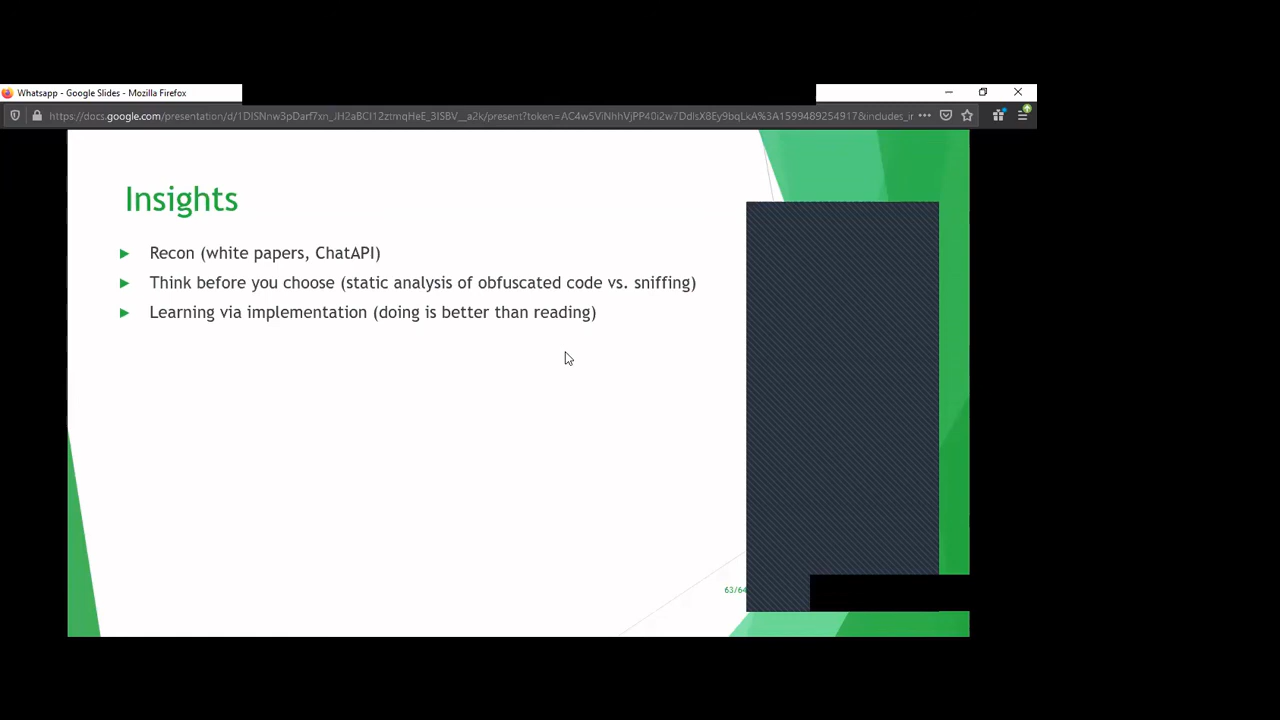 Whatsapp - Google Slides - Mozilla Firefox
Insights
Recon (white papers, ChatAPI)
Think before you choose (static analysis of obfuscated code vs. sniffing)
Learning via implementation (doing is better than reading)
63/64